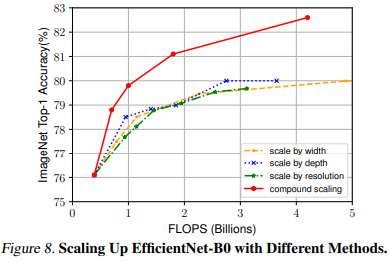 83
82
81
80
79
78
77
76
75
0
1
2
3
4
5
ImageNet Top-1 Accuracy(%)
FLOPS (Billions)
scale by width
scale by depth
scale by resolution
compound scaling
Figure 8. Scaling Up EfficientNet-B0 with Different Methods.